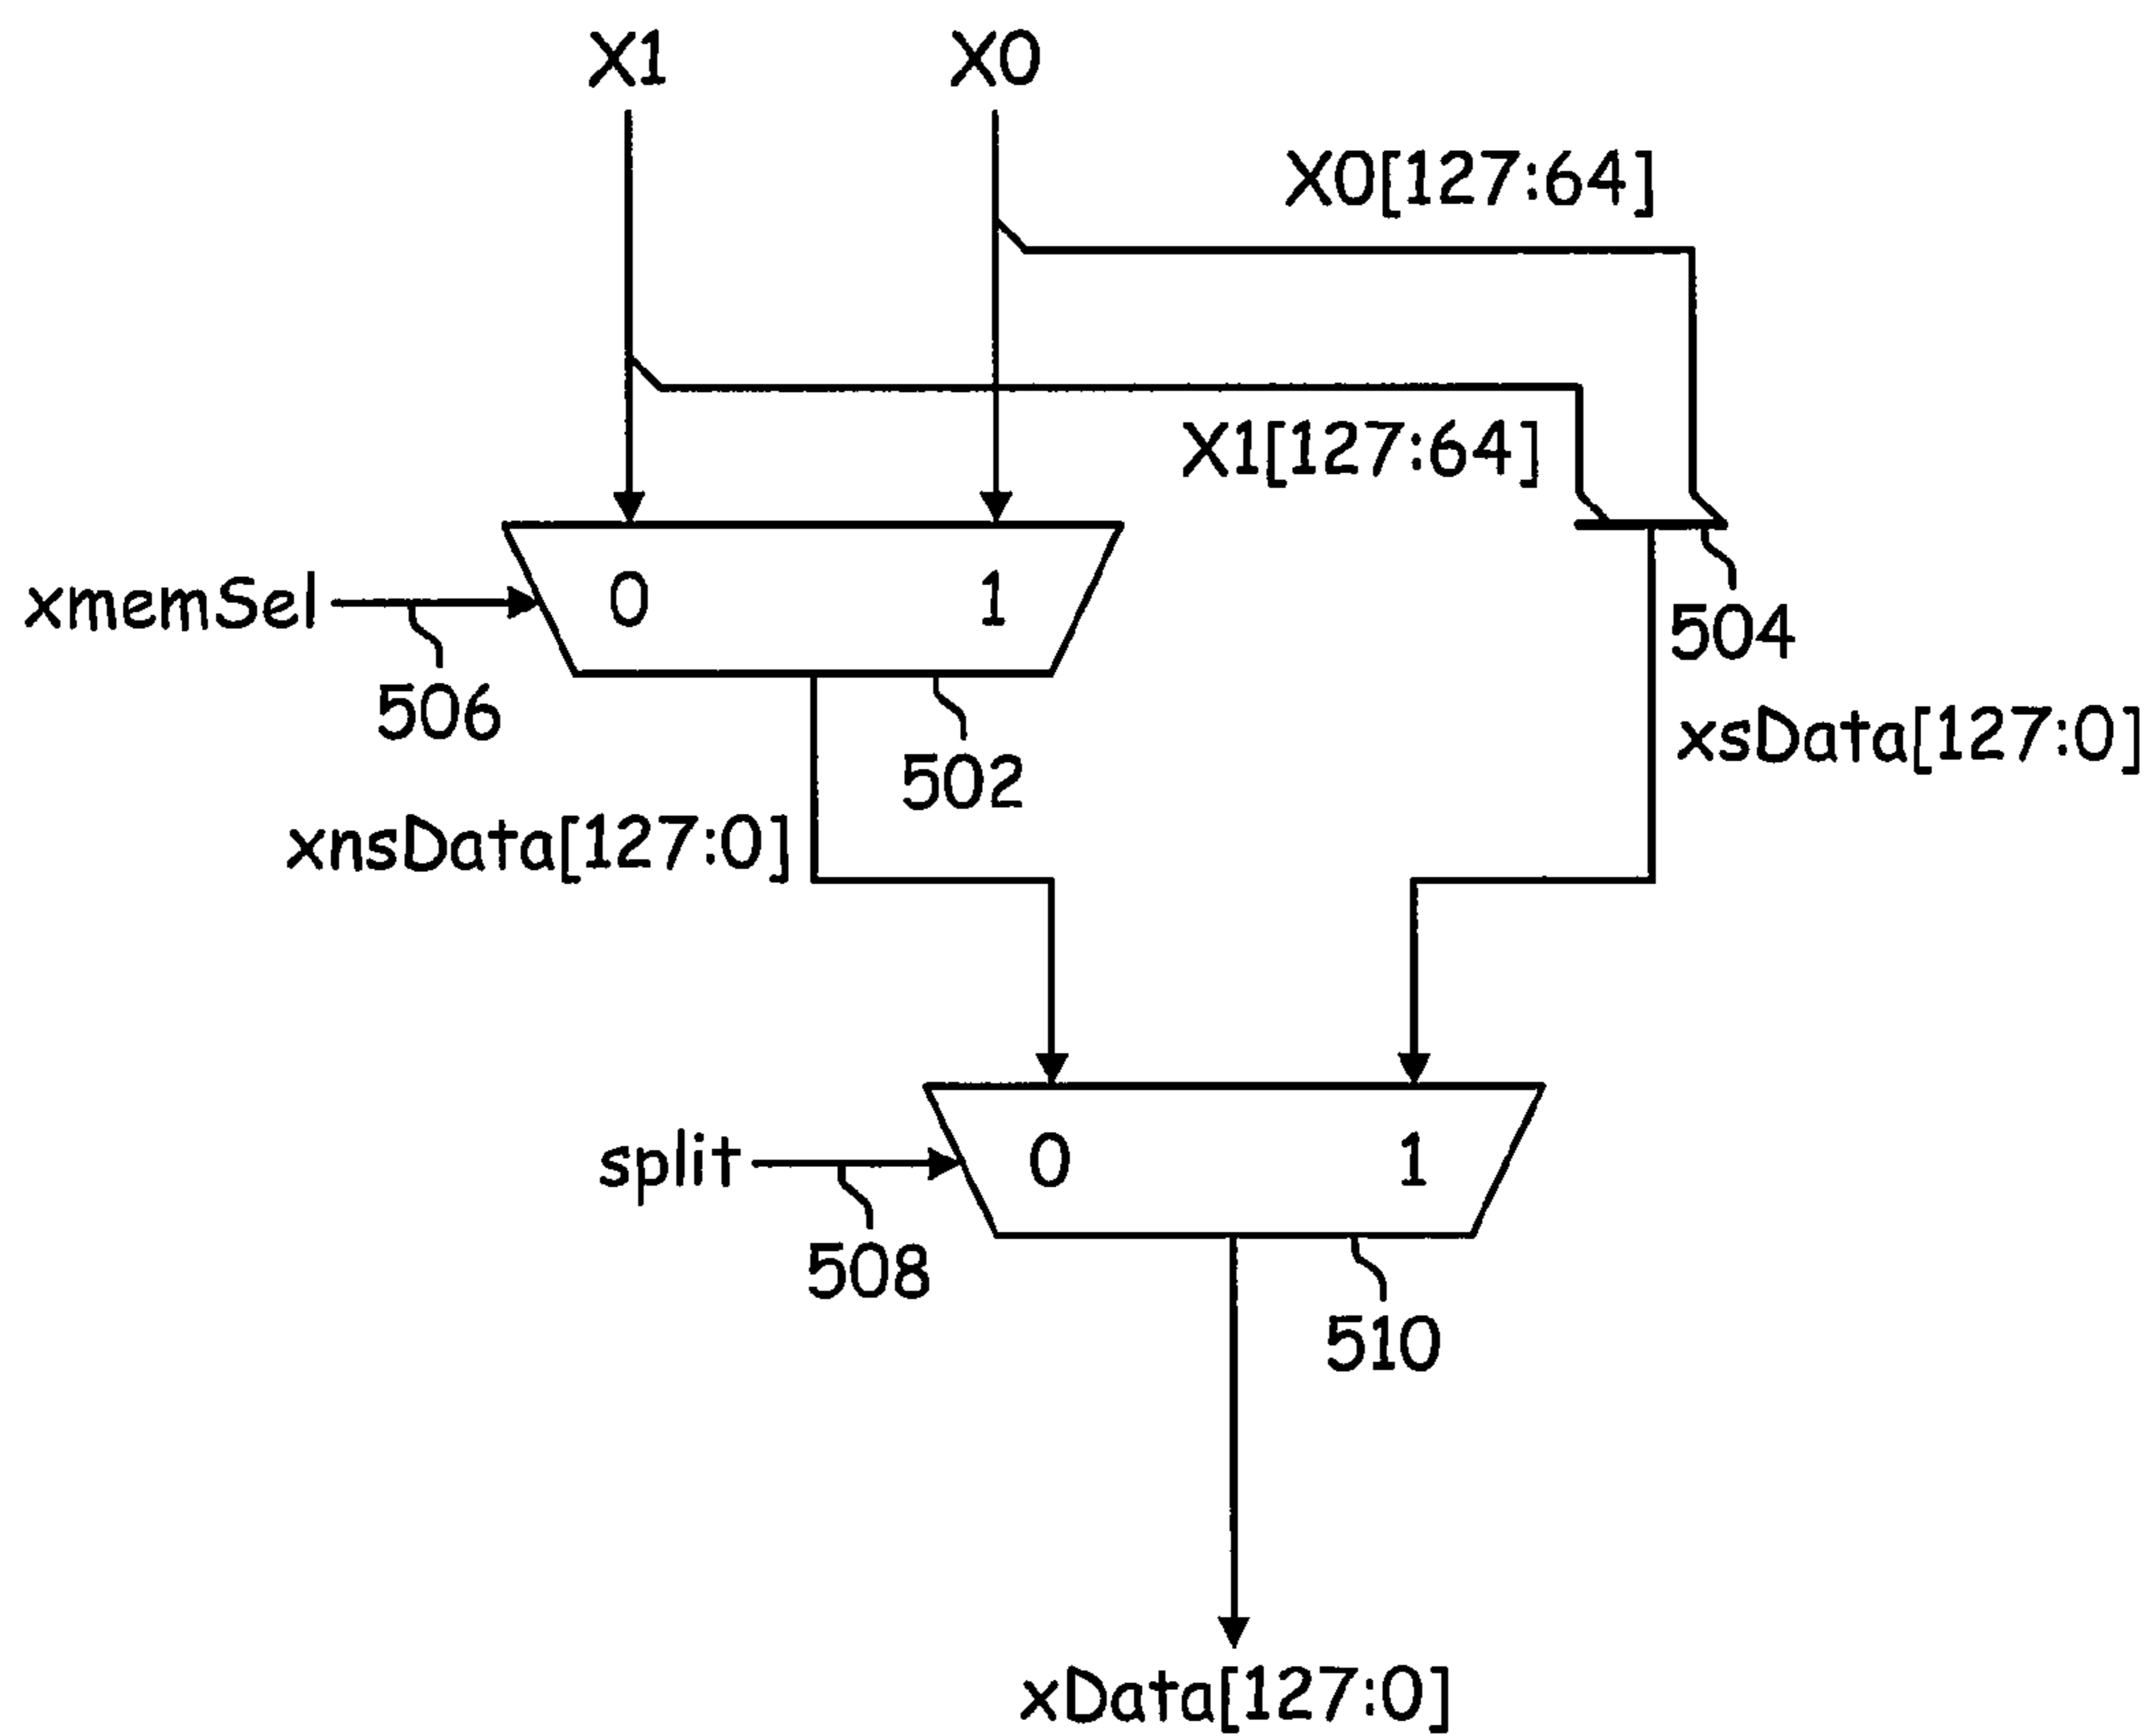 X1 X0
X0[127:64]
X1[127:64]
xmemSel 0 1
504
506
xsData[127:0]
502
xnsData[127:0]
split 0 1
508
510
xData[127:0]